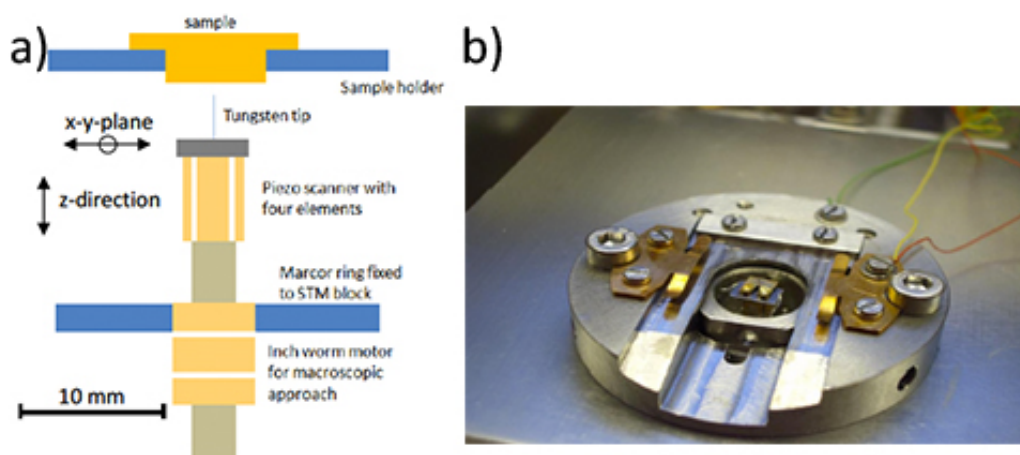 a)
sample
Sample holder
Tungsten tip
x-y-plane
z-direction
Piezo scanner with
four elements
Marcor ring fixed
to STM block
Inch worm motor
for macroscopic
approach
10 mm
b)